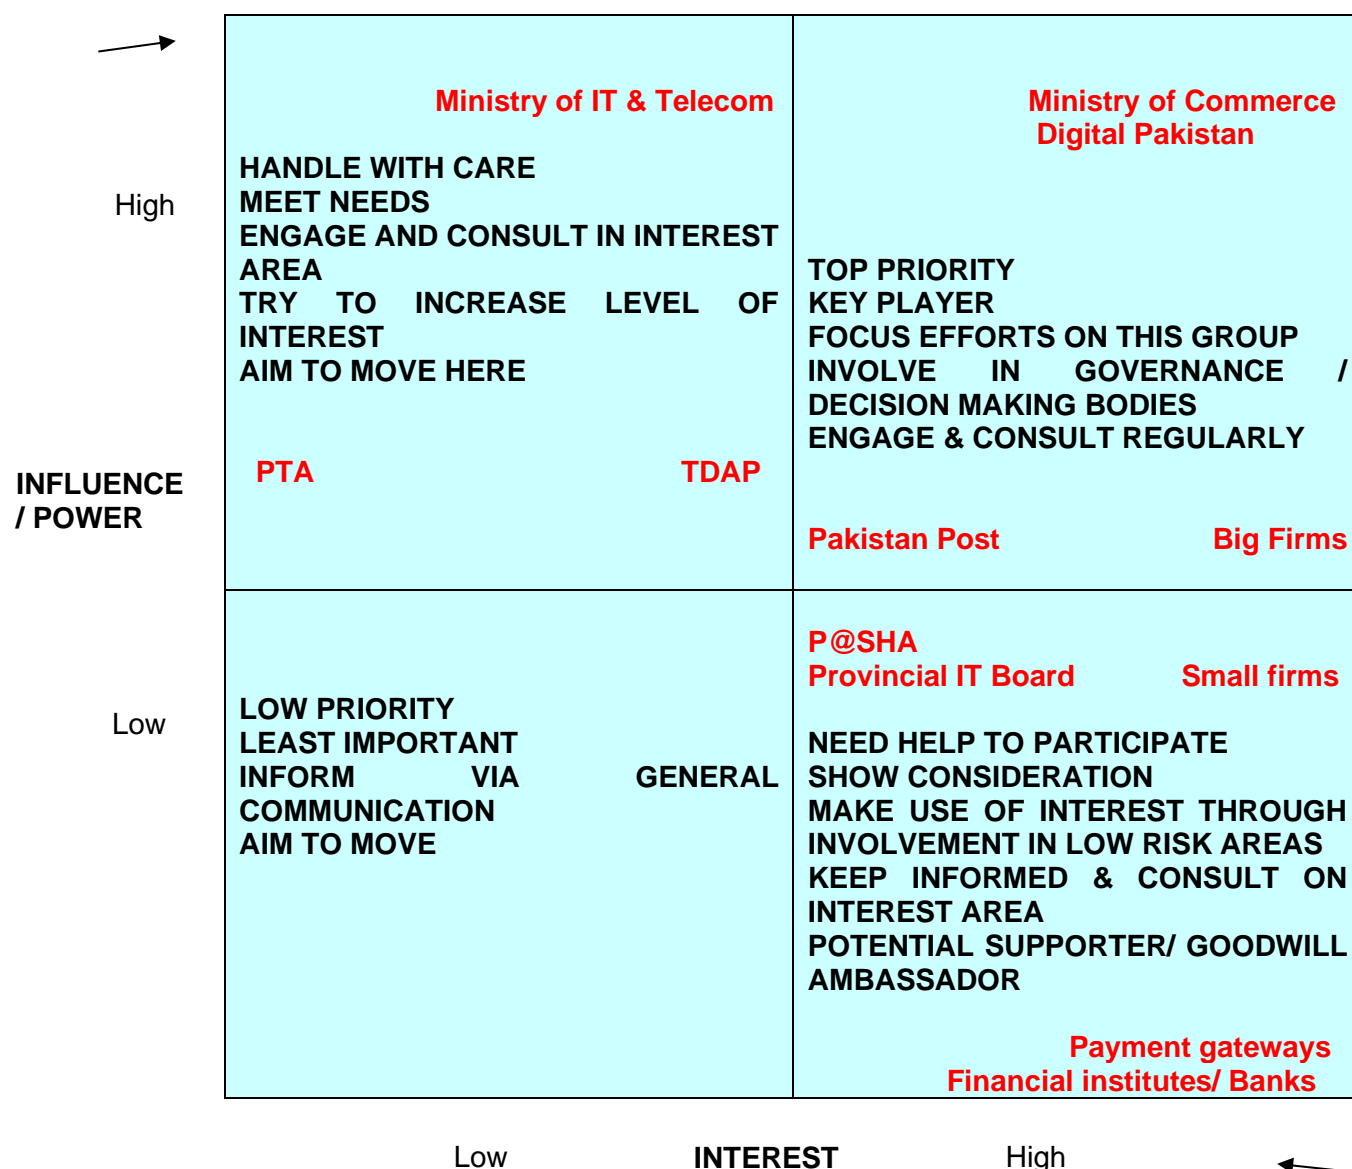 Ministry of IT & Telecom
HANDLE WITH CARE
MEET NEEDS
ENGAGE AND CONSULT IN INTEREST
AREA
TRY TO INCREASE LEVEL OF
INTEREST
AIM TO MOVE HERE
PTA TDAP
Ministry of Commerce
Digital Pakistan
TOP PRIORITY
KEY PLAYER
FOCUS EFFORTS ON THIS GROUP
INVOLVE IN GOVERNANCE /
DECISION MAKING BODIES
ENGAGE & CONSULT REGULARLY
Pakistan Post Big Firms
High
INFLUENCE
/ POWER
Low
LOW PRIORITY
LEAST IMPORTANT
INFORM VIA GENERAL
COMMUNICATION
AIM TO MOVE
P@SHA
Provincial IT Board Small firms
NEED HELP TO PARTICIPATE
SHOW CONSIDERATION
MAKE USE OF INTEREST THROUGH
INVOLVEMENT IN LOW RISK AREAS
KEEP INFORMED & CONSULT ON
INTEREST AREA
POTENTIAL SUPPORTER/ GOODWILL
AMBASSADOR
Payment gateways
Financial institutes/ Banks
Low INTEREST High